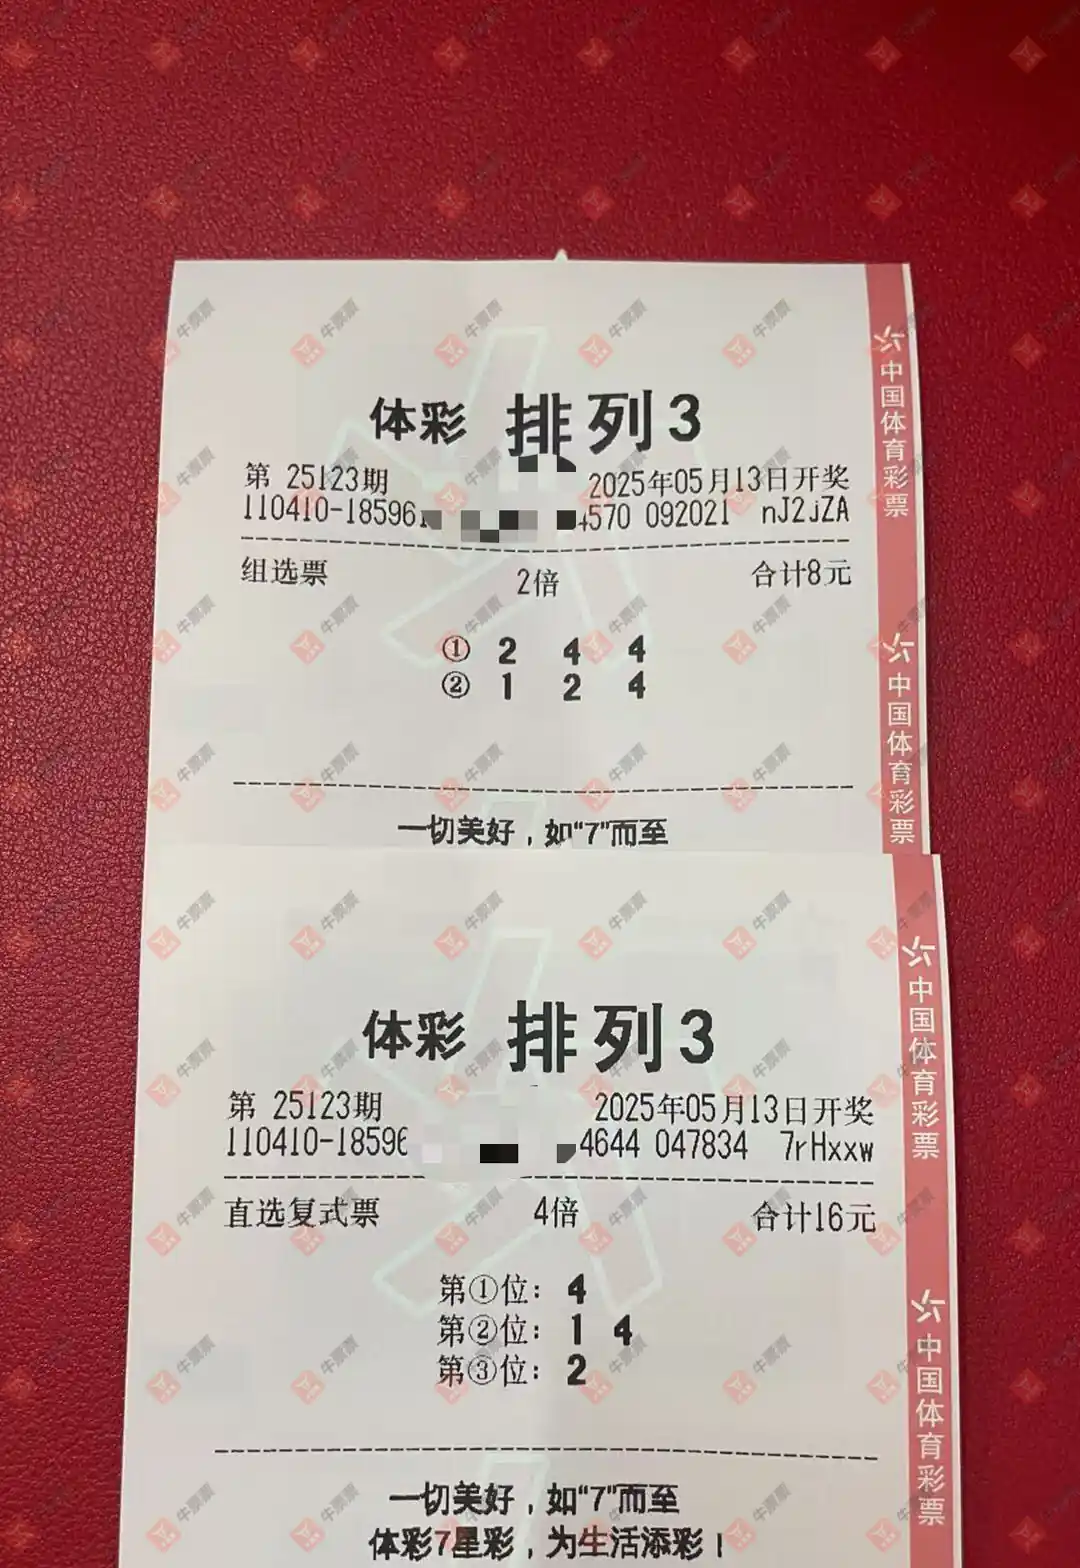 体彩 排列3
第 25123期 2025年05月13日开奖
110410-185961 4570 092021 nJ2jZA
组选票 2倍 合计8元
① 2 4 4
② 1 2 4
一切美好，如“7”而至
中国体育彩票
中国体育彩票
体彩 排列3
第 25123期 2025年05月13日开奖
110410-18596 4644 047834 7rHxxw
直选复式票 4倍 合计16元
第①位： 4
第②位： 1 4
第③位： 2
一切美好，如“7”而至
体彩7星彩，为生活添彩！
中国体育彩票
中国体育彩票
牛票票